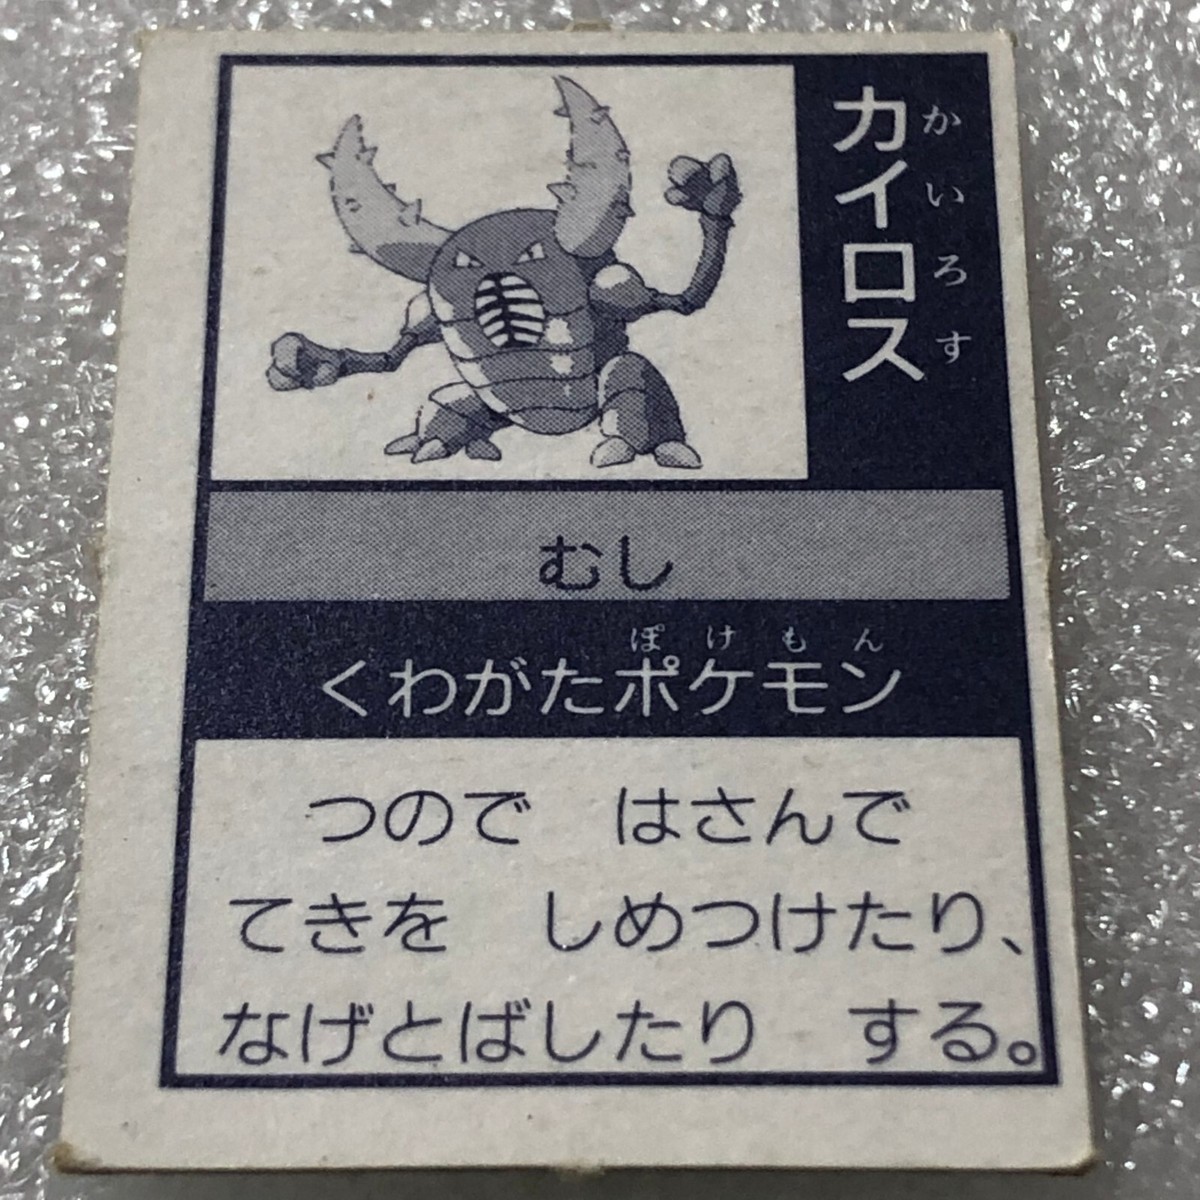 カイロス
かいろす
むし
ぽけもん
くわがたポケモン
つので　はさんで
てきを　しめつけたり、
なげとばしたり　する。